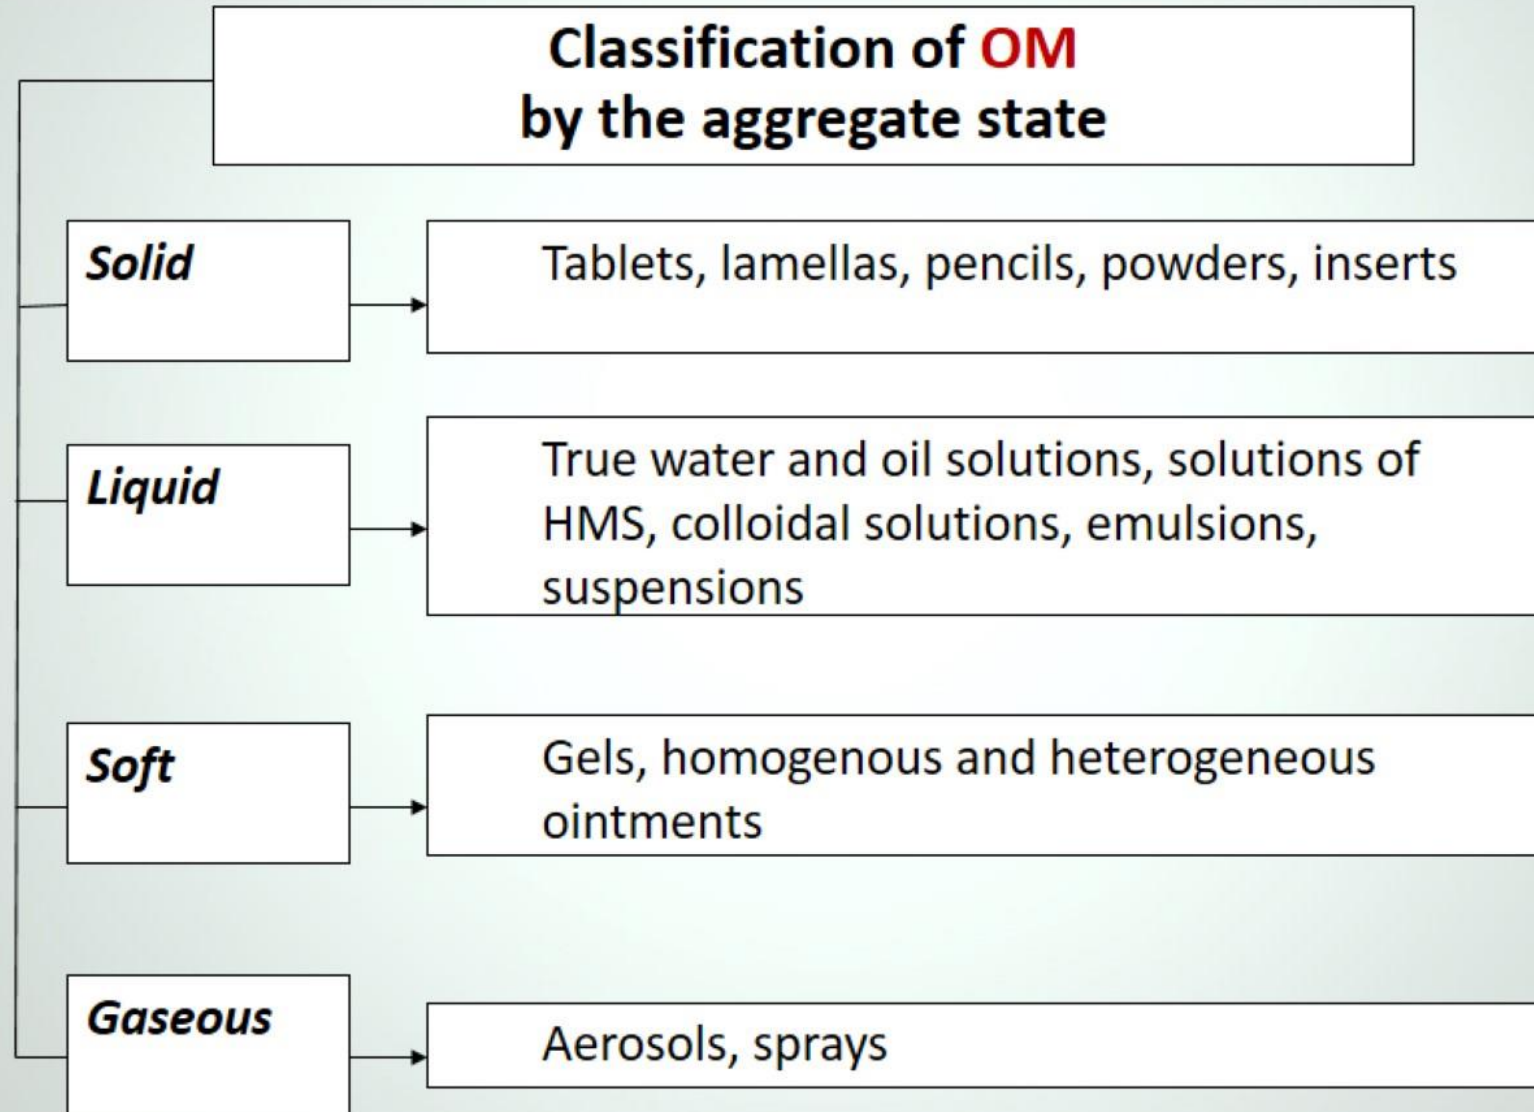 Classification of OM
by the aggregate state
Solid
Tablets, lamellas, pencils, powders, inserts
Liquid
True water and oil solutions, solutions of
HMS, colloidal solutions, emulsions,
suspensions
Soft
Gels, homogenous and heterogeneous
ointments
Gaseous
Aerosols, sprays